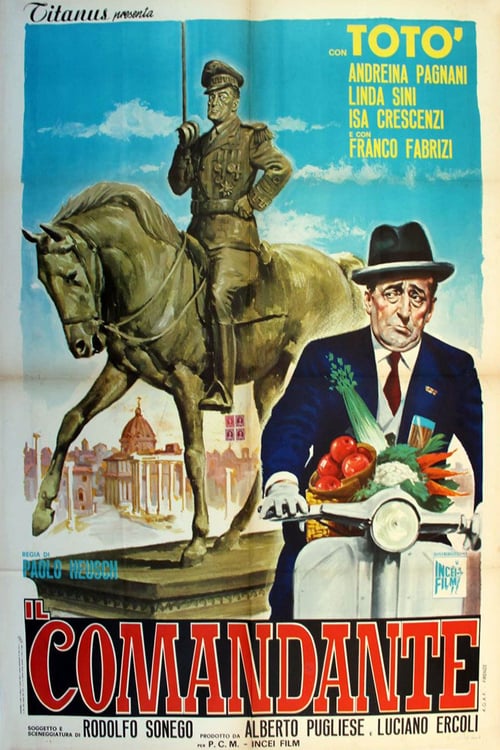 Titanus presenta
CON TOTO'
ANDREINA PAGNANI
LINDA SINI
ISA CRESCENZI
E CON
FRANCO FABRIZI
REGIA DI
PAOLO HEUSCH
DISTRIBUZIONE
INCEI
FILM
IL
COMANDANTE
SOGGETTO E
SCENEGGIATURA DI RODOLFO SONEGO PRODOTTO DA ALBERTO PUGLIESE E LUCIANO ERCOLI
PER P.C.M. - INCEI FILM